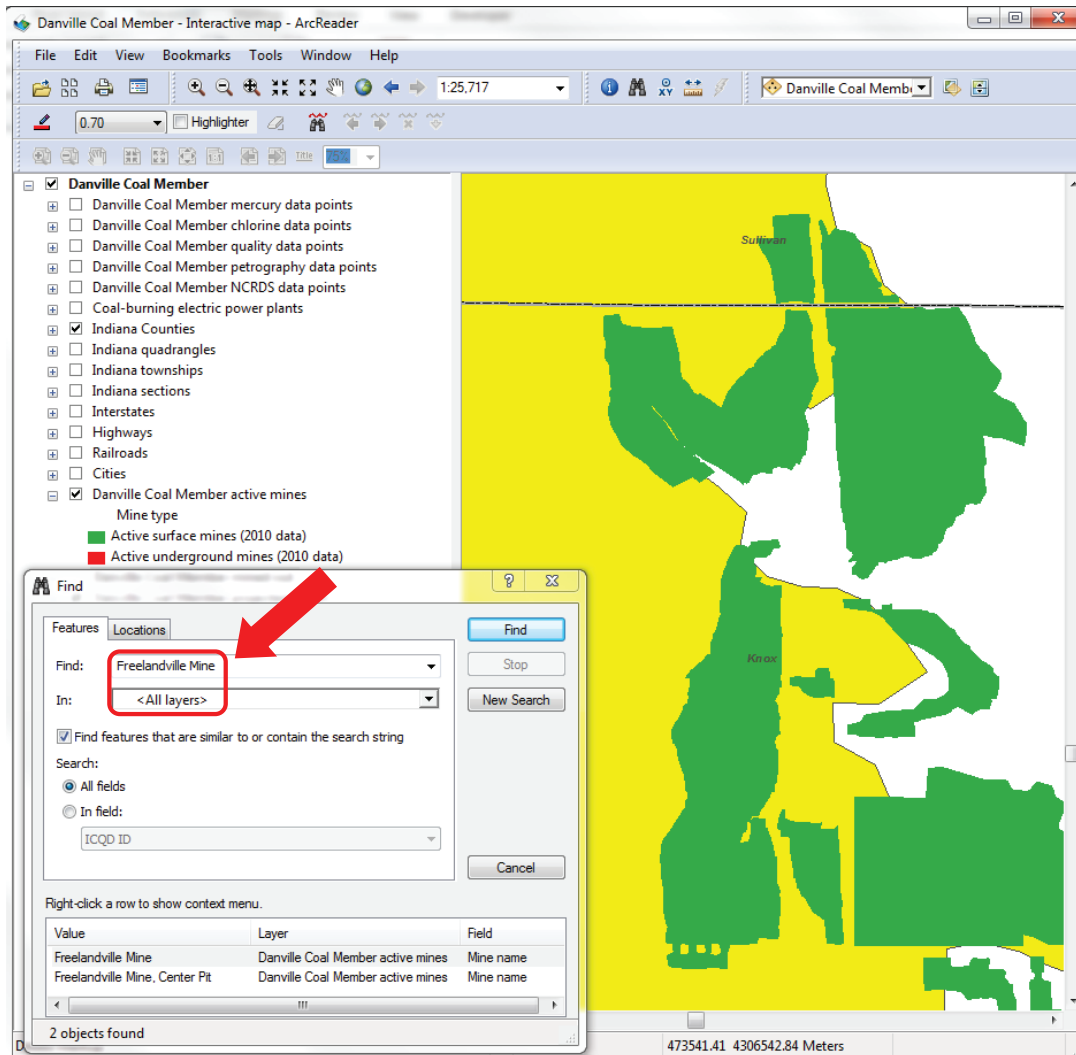 Danville Coal Member - Interactive map - ArcReader
File Edit View Bookmarks Tools Window Help
1:25,717
Danville Coal Membe
0.70
Highlighter
1:1
Title
75%
Danville Coal Member
Danville Coal Member mercury data points
Danville Coal Member chlorine data points
Danville Coal Member quality data points
Danville Coal Member petrography data points
Danville Coal Member NCRDS data points
Coal-burning electric power plants
Indiana Counties
Indiana quadrangles
Indiana townships
Indiana sections
Interstates
Highways
Railroads
Cities
Danville Coal Member active mines
Mine type
Active surface mines (2010 data)
Active underground mines (2010 data)
Sullivan
Knox
Find
Features Locations
Find: Freelandville Mine
In: <All layers>
Find features that are similar to or contain the search string
Search:
All fields
In field:
ICQD ID
Find
Stop
New Search
Cancel
Right-click a row to show context menu.
Value Layer Field
Freelandville Mine Danville Coal Member active mines Mine name
Freelandville Mine, Center Pit Danville Coal Member active mines Mine name
2 objects found
473541.41 4306542.84 Meters